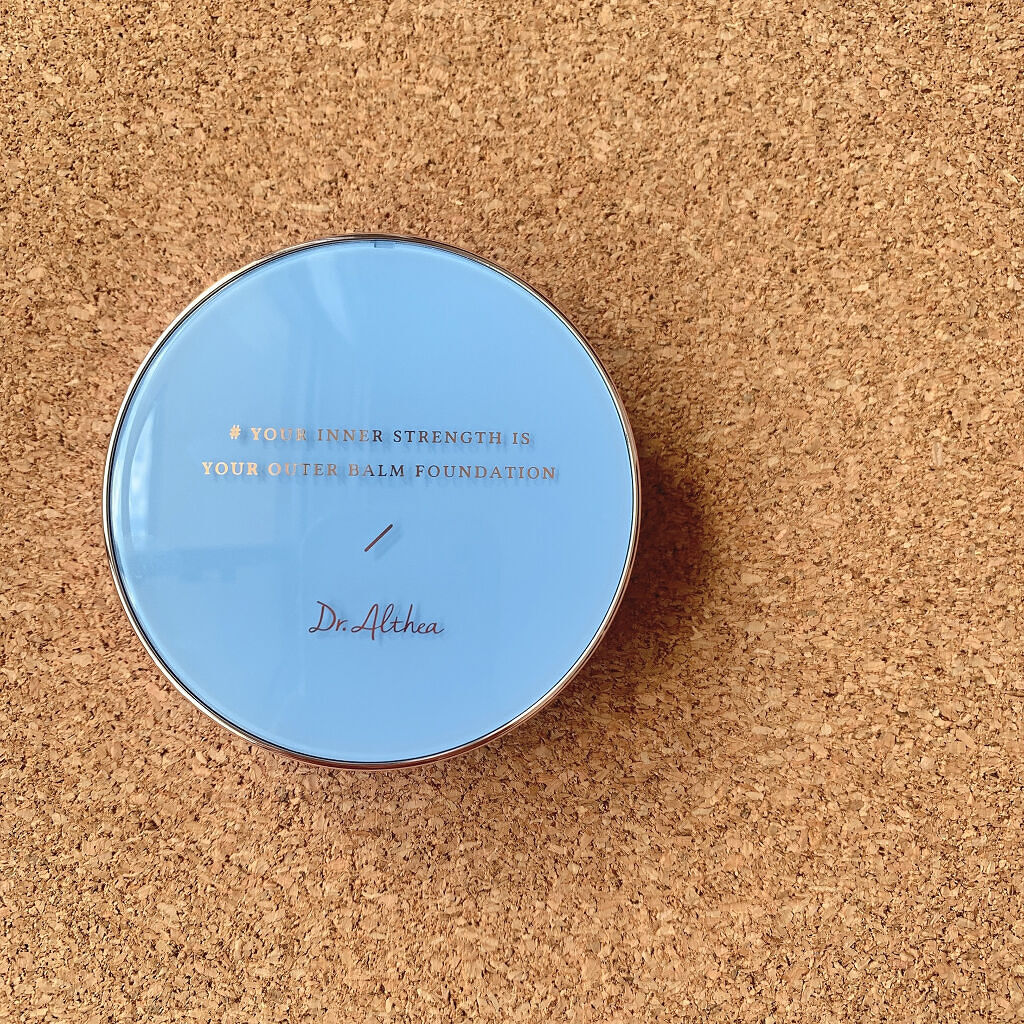 # YOUR INNER STRENGTH IS
YOUR OUTER BALM FOUNDATION
Dr. Althea